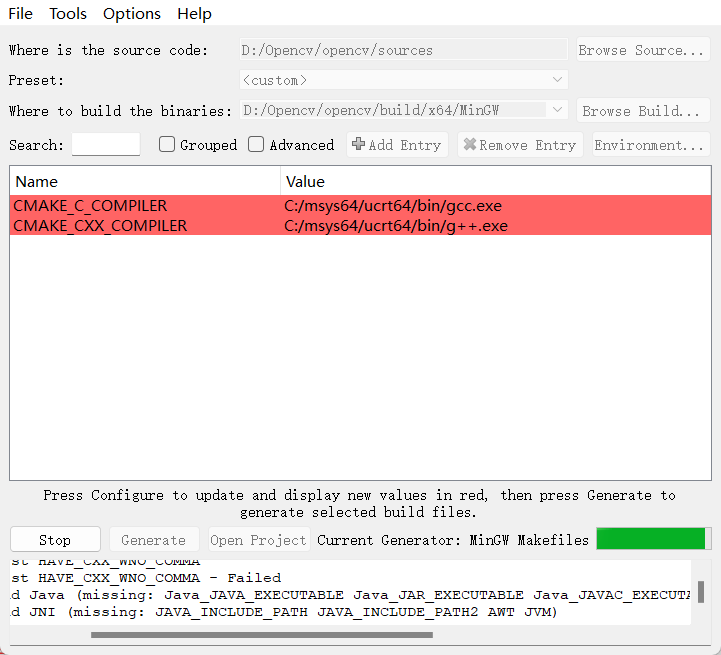 File Tools Options Help
Where is the source code: D:/Opencv/opencv/sources Browse Source...
Preset: <custom>
Where to build the binaries: D:/Opencv/opencv/build/x64/MinGW Browse Build...
Search: Grouped Advanced Add Entry Remove Entry Environment...
Name Value
CMAKE_C_COMPILER C:/msys64/ucrt64/bin/gcc.exe
CMAKE_CXX_COMPILER C:/msys64/ucrt64/bin/g++.exe
Press Configure to update and display new values in red, then press Generate to
generate selected build files.
Stop Generate Open Project Current Generator: MinGW Makefiles
st HAVE_CXX_WNO_COMMA
st HAVE_CXX_WNO_COMMA - Failed
d Java (missing: Java_JAVA_EXECUTABLE Java_JAR_EXECUTABLE Java_JAVAC_EXECUTA
d JNI (missing: JAVA_INCLUDE_PATH JAVA_INCLUDE_PATH2 AWT JVM)